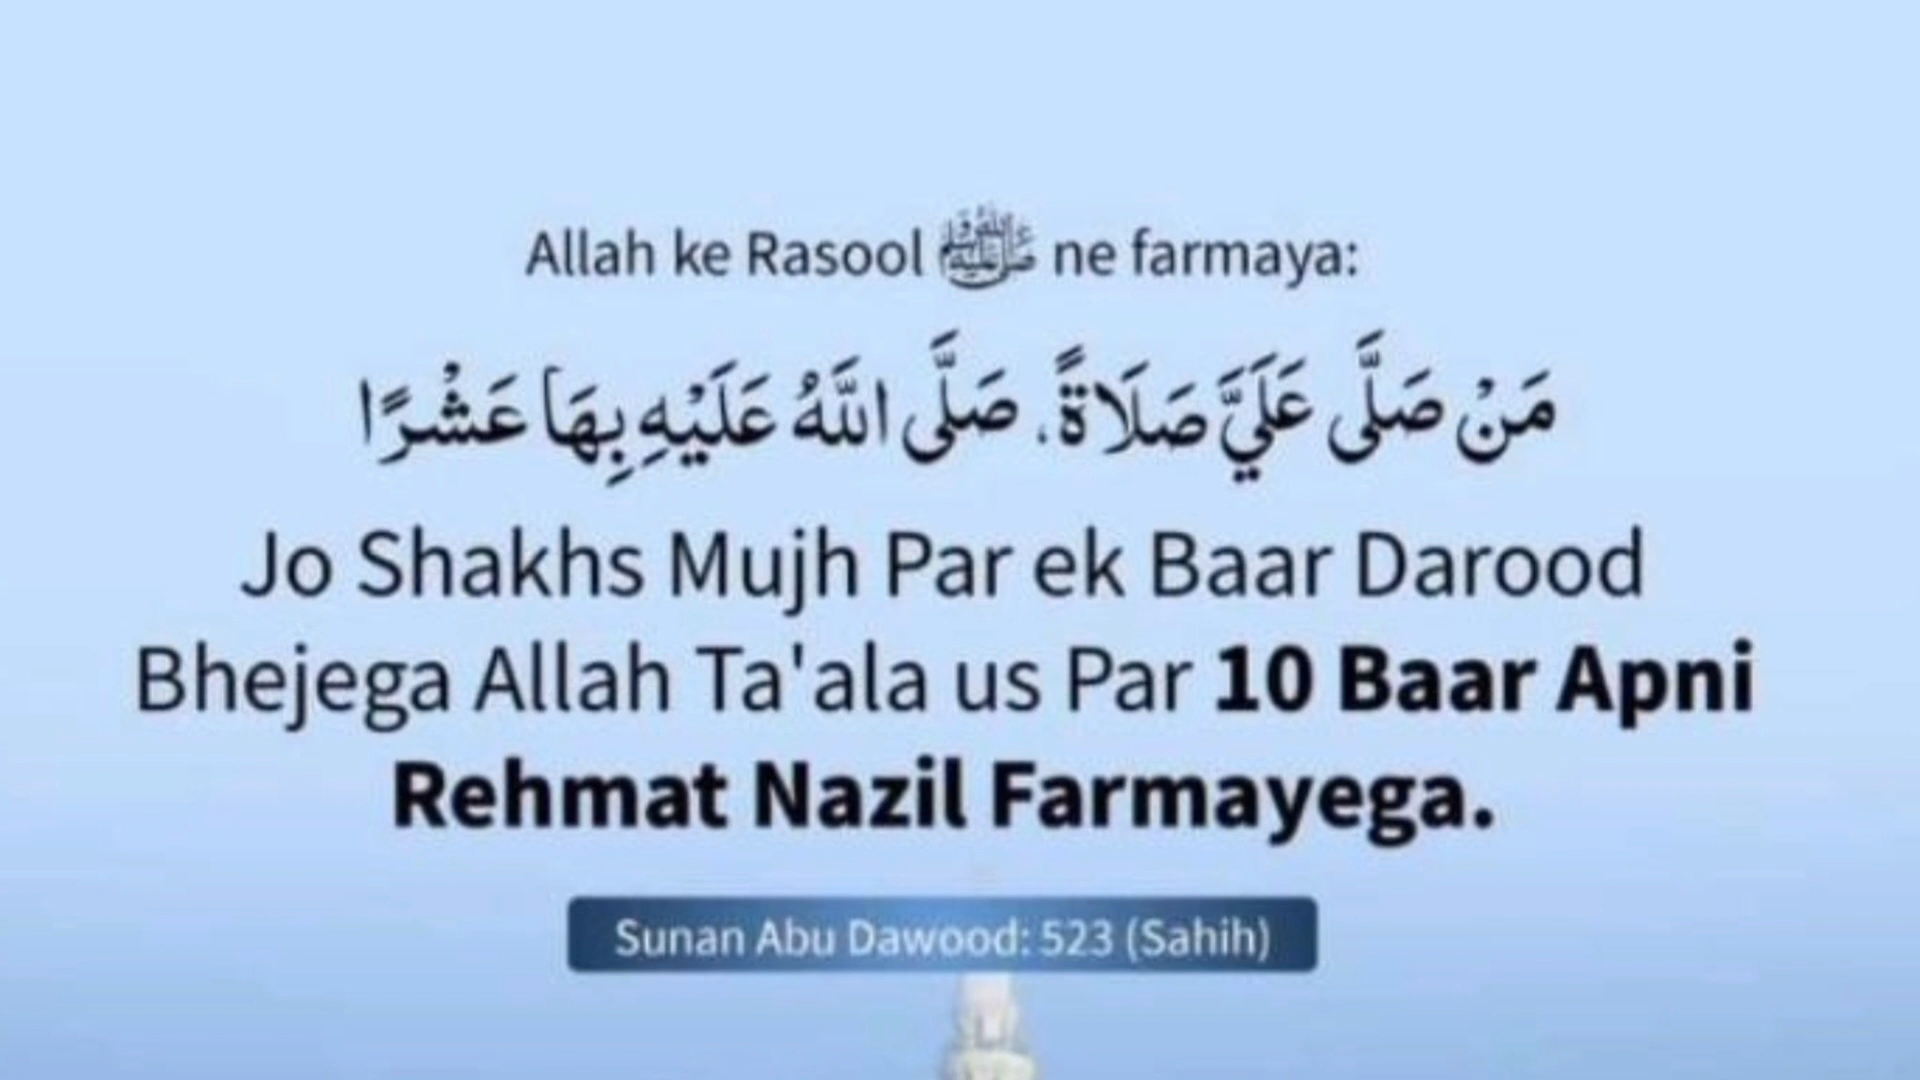 Allah ke Rasool ﷺ ne farmaya:
مَنْ صَلَّى عَلَيَّ صَلَاةً، صَلَّى اللَّهُ عَلَيْهِ بِهَا عَشْرًا
Jo Shakhs Mujh Par ek Baar Darood
Bhejega Allah Ta'ala us Par 10 Baar Apni
Rehmat Nazil Farmayega.
Sunan Abu Dawood: 523 (Sahih)